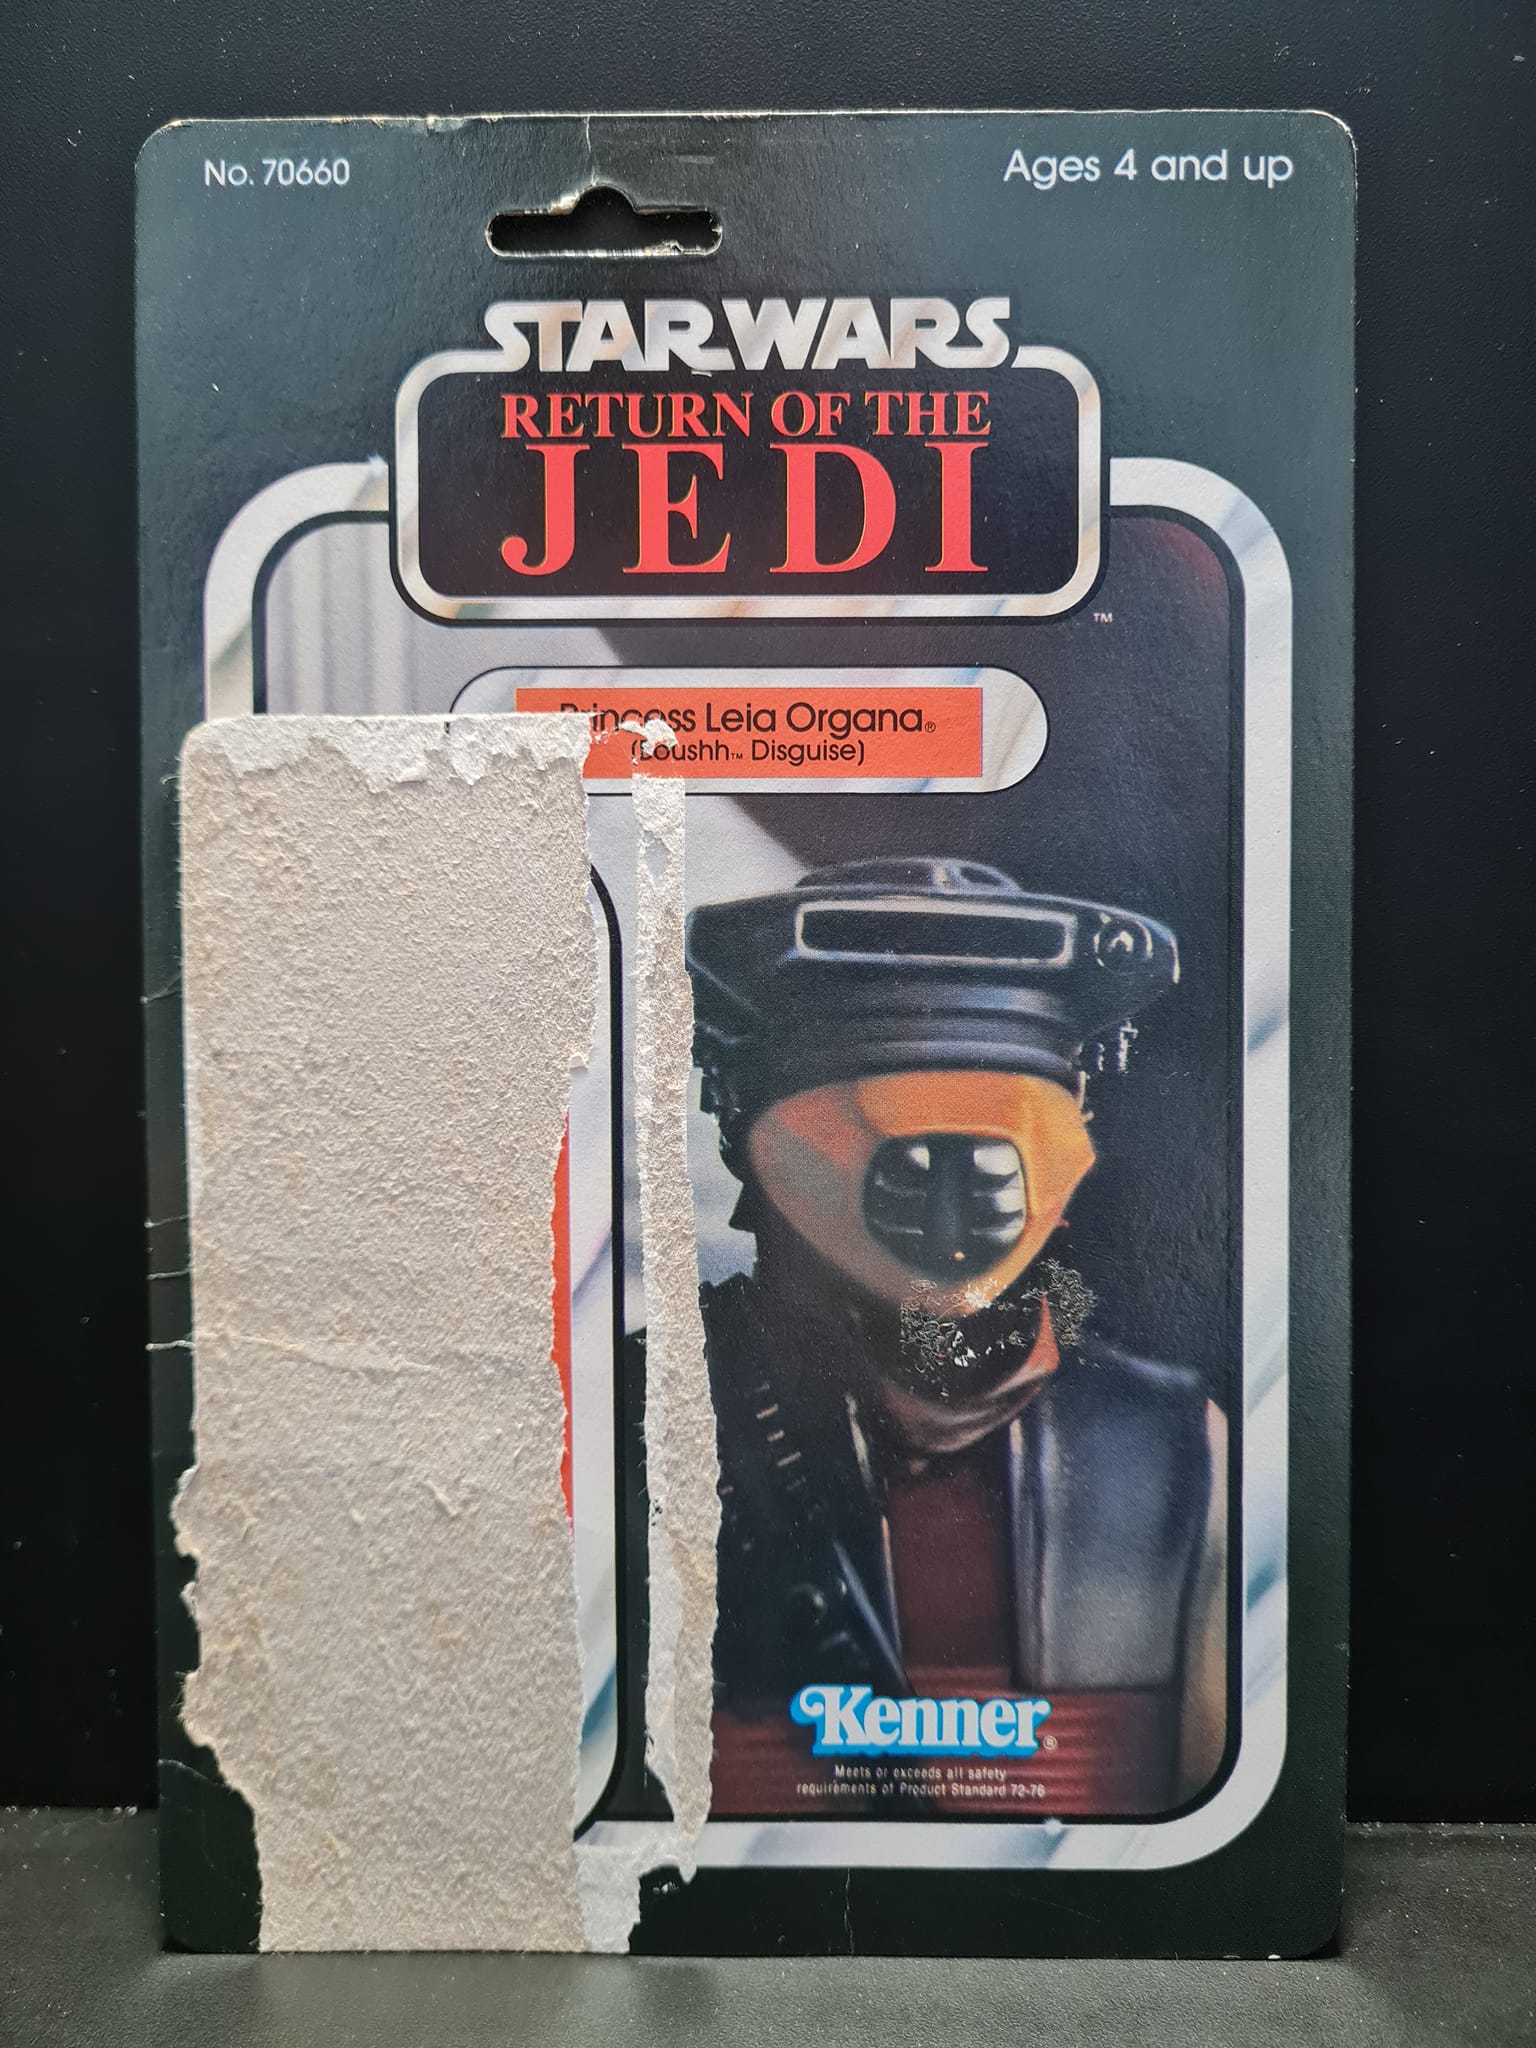 No. 70660
Ages 4 and up
STAR WARS
RETURN OF THE
JEDI
™
Princess Leia Organa®
(Boushh™ Disguise)
Kenner®
Meets or exceeds all safety
requirements of Product Standard 72-76